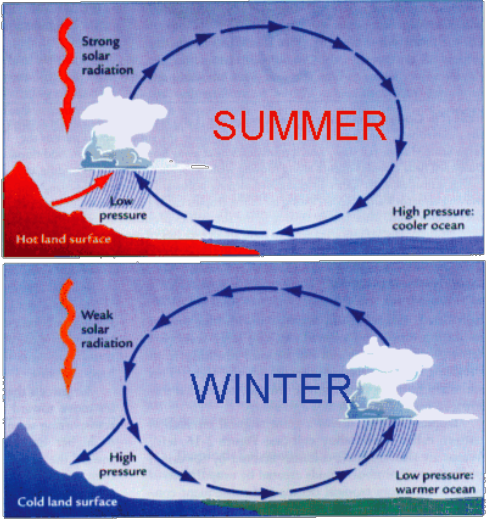 Strong
solar
radiation
SUMMER
Low
pressure
High pressure:
cooler ocean
Hot land surface
Weak
solar
radiation
WINTER
High
pressure
Low pressure:
warmer ocean
Cold land surface